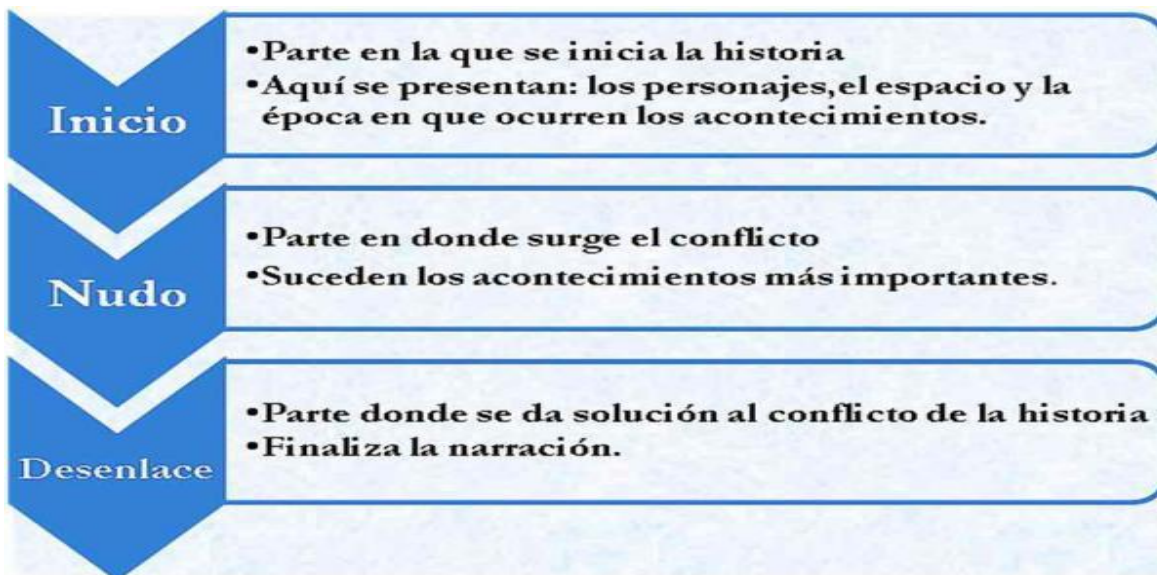 Inicio
•Parte en la que se inicia la historia
•Aquí se presentan: los personajes,el espacio y la
época en que ocurren los acontecimientos.
Nudo
•Parte en donde surge el conflicto
•Suceden los acontecimientos más importantes.
Desenlace
•Parte donde se da solución al conflicto de la historia
•Finaliza la narración.